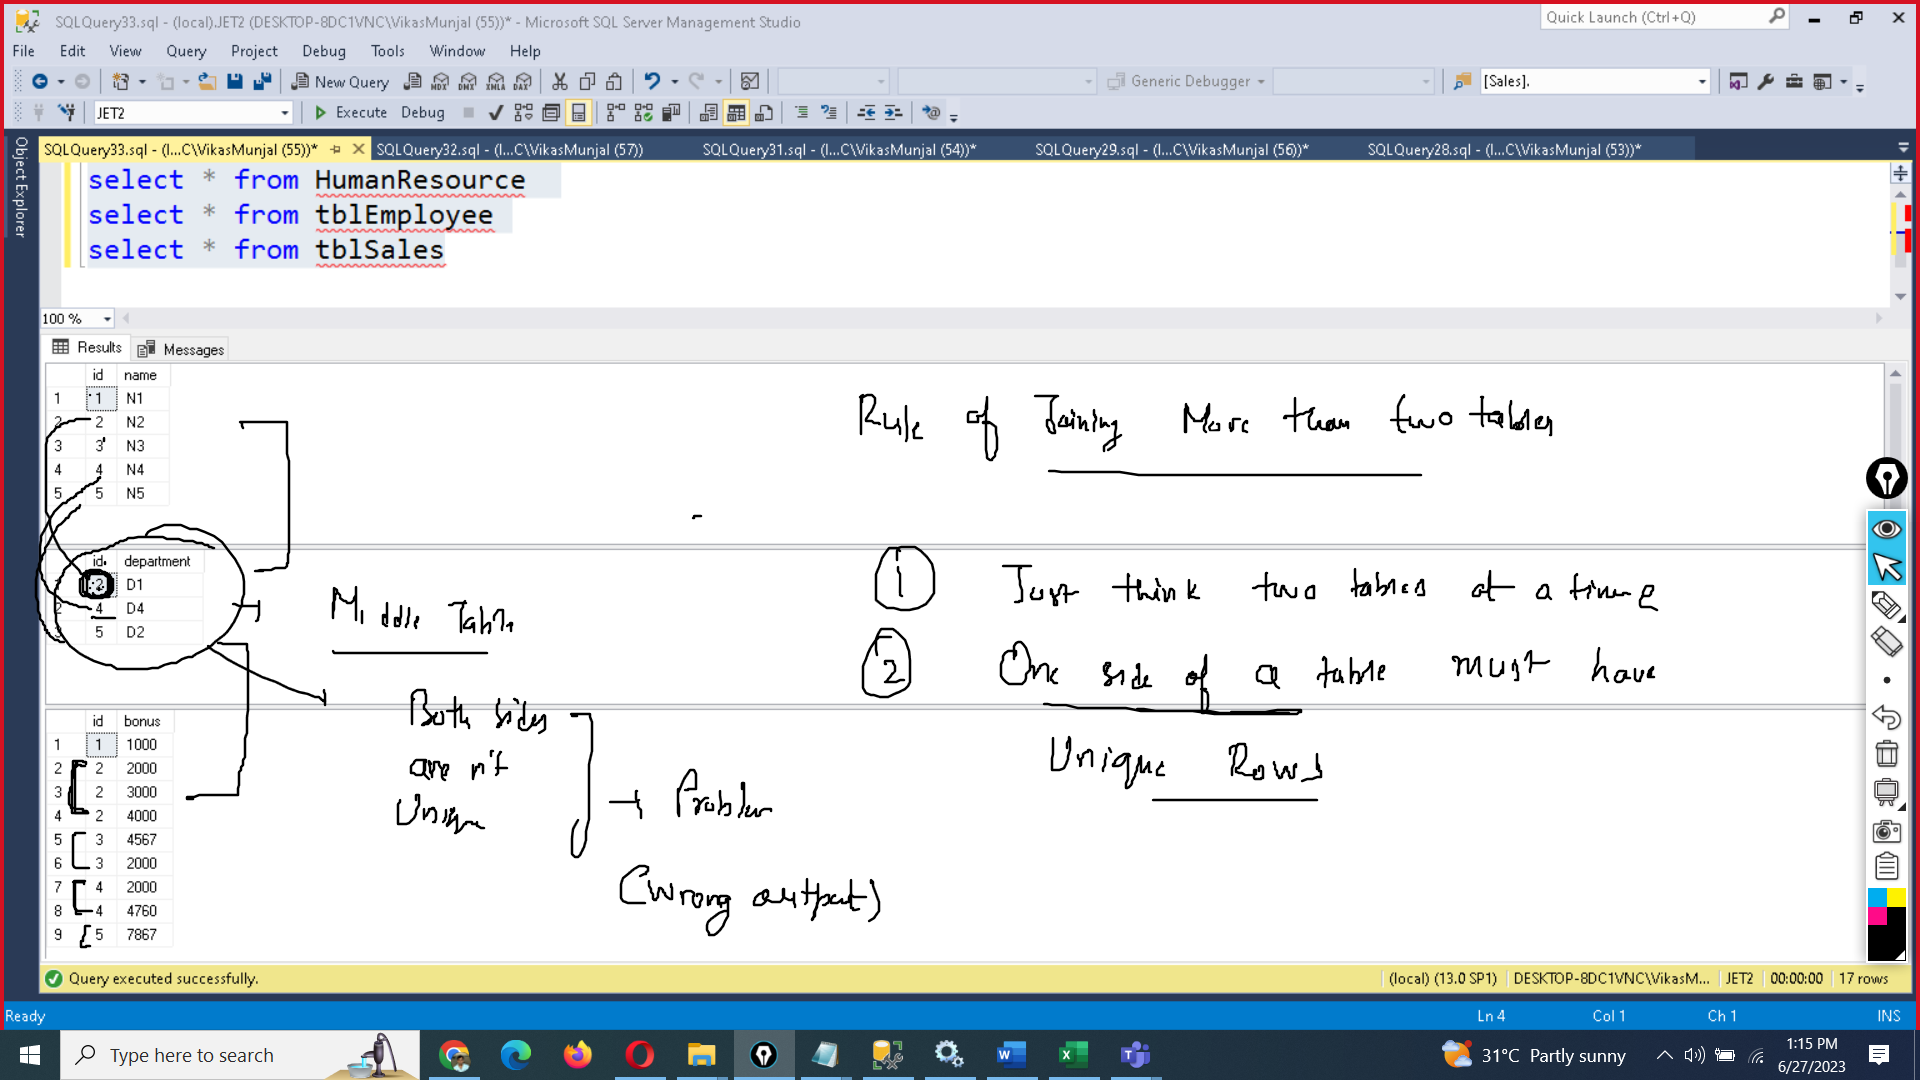 SQLQuery33.sql - (local).JET2 (DESKTOP-8DC1VNC\VikasMunjal (55))* - Microsoft SQL Server Management Studio
Quick Launch (Ctrl+Q)
File Edit View Query Project Debug Tools Window Help
New Query MDX DMX XMLA DAX Generic Debugger [Sales].
JET2 Execute Debug
Object Explorer
SQLQuery33.sql - (l...C\VikasMunjal (55))* SQLQuery32.sql - (l...C\VikasMunjal (57)) SQLQuery31.sql - (l...C\VikasMunjal (54))* SQLQuery29.sql - (l...C\VikasMunjal (56))* SQLQuery28.sql - (l...C\VikasMunjal (53))*
select * from HumanResource
select * from tblEmployee
select * from tblSales
100 %
Results Messages
id name
1 1 N1
2 2 N2
3 3 N3
4 4 N4
5 5 N5
Rule of Joining More than two tables
id department
2 D1
2 4 D4
3 5 D2
Middle Table
1 Just think two tables at a time
2 One side of a table must have
Unique Rows
Both sides
are n't
Unique
Problem
(wrong output)
id bonus
1 1 1000
2 2 2000
3 2 3000
4 2 4000
5 3 4567
6 3 2000
7 4 2000
8 4 4760
9 5 7867
Query executed successfully. (local) (13.0 SP1) DESKTOP-8DC1VNC\VikasM... JET2 00:00:00 17 rows
Ready Ln 4 Col 1 Ch 1 INS
Type here to search
31°C Partly sunny
1:15 PM
6/27/2023